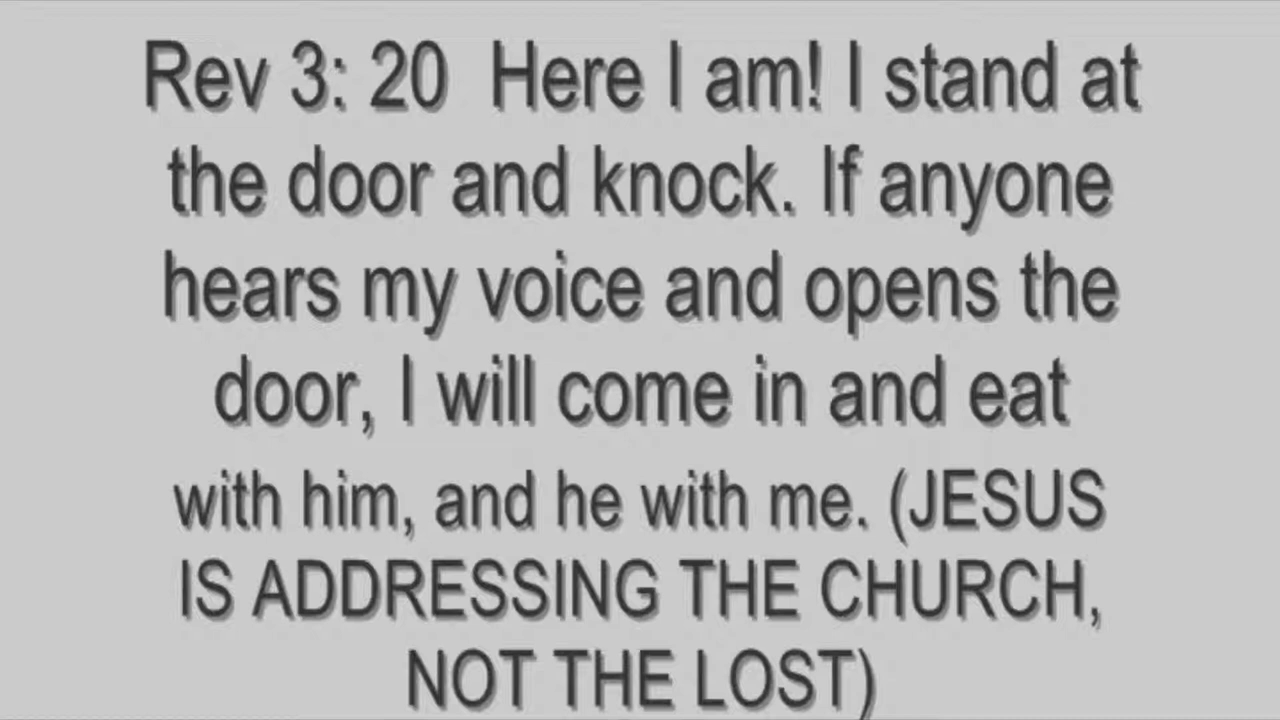 Rev 3: 20  Here I am! I stand at
the door and knock. If anyone
hears my voice and opens the
door, I will come in and eat
with him, and he with me. (JESUS
IS ADDRESSING THE CHURCH,
NOT THE LOST)